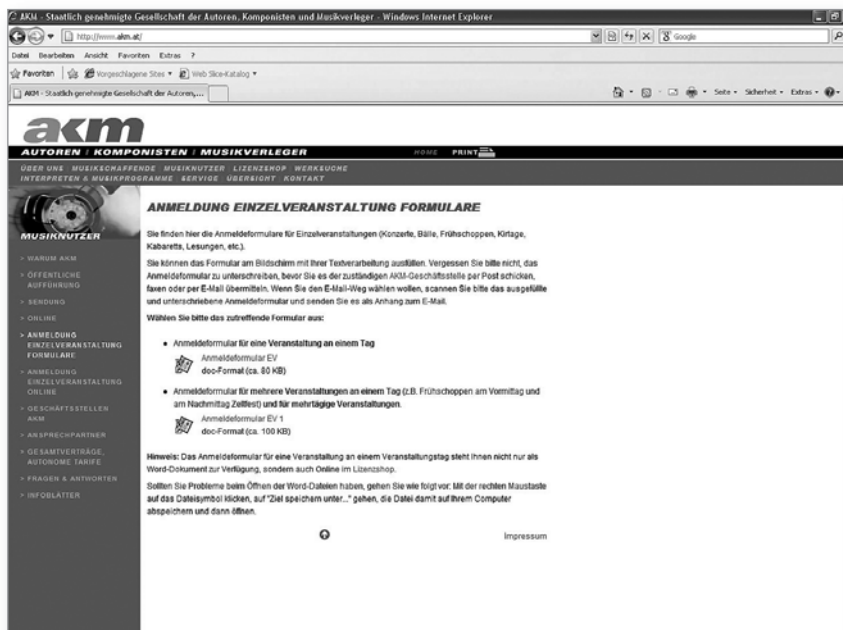 AKM - Staatlich genehmigte Gesellschaft der Autoren, Komponisten und Musikverleger - Windows Internet Explorer
http://www.akm.at/
Google
Datei Bearbeiten Ansicht Favoriten Extras ?
Favoriten Vorgeschlagene Sites Web Slice-Katalog
AKM - Staatlich genehmigte Gesellschaft der Autoren,...
Seite Sicherheit Extras
akm
AUTOREN | KOMPONISTEN | MUSIKVERLEGER
HOME PRINT
ÜBER UNS MUSIKSCHAFFENDE MUSIKNUTZER LIZENZSHOP WERKSUCHE
INTERPRETEN & MUSIKPROGRAMME SERVICE ÜBERSICHT KONTAKT
MUSIKNUTZER
> WARUM AKM
> ÖFFENTLICHE
AUFFÜHRUNG
> SENDUNG
> ONLINE
> ANMELDUNG
EINZELVERANSTALTUNG
FORMULARE
> ANMELDUNG
EINZELVERANSTALTUNG
ONLINE
> GESCHÄFTSSTELLEN
AKM
> ANSPRECHPARTNER
> GESAMTVERTRÄGE,
AUTONOME TARIFE
> FRAGEN & ANTWORTEN
> INFOBLÄTTER
ANMELDUNG EINZELVERANSTALTUNG FORMULARE
Sie finden hier die Anmeldeformulare für Einzelveranstaltungen (Konzerte, Bälle, Frühschoppen, Kirtage,
Kabaretts, Lesungen, etc.).
Sie können das Formular am Bildschirm mit Ihrer Textverarbeitung ausfüllen. Vergessen Sie bitte nicht, das
Anmeldeformular zu unterschreiben, bevor Sie es der zuständigen AKM-Geschäftsstelle per Post schicken,
faxen oder per E-Mail übermitteln. Wenn Sie den E-Mail-Weg wählen wollen, scannen Sie bitte das ausgefüllte
und unterschriebene Anmeldeformular und senden Sie es als Anhang zum E-Mail.
Wählen Sie bitte das zutreffende Formular aus:
• Anmeldeformular für eine Veranstaltung an einem Tag
Anmeldeformular EV
doc-Format (ca. 80 KB)
• Anmeldeformular für mehrere Veranstaltungen an einem Tag (z.B. Frühschoppen am Vormittag und
am Nachmittag Zeltfest) und für mehrtägige Veranstaltungen.
Anmeldeformular EV 1
doc-Format (ca. 100 KB)
Hinweis: Das Anmeldeformular für eine Veranstaltung an einem Veranstaltungstag steht Ihnen nicht nur als
Word-Dokument zur Verfügung, sondern auch Online im Lizenzshop.
Sollten Sie Probleme beim Öffnen der Word-Dateien haben, gehen Sie wie folgt vor: Mit der rechten Maustaste
auf das Dateisymbol klicken, auf "Ziel speichern unter..." gehen, die Datei damit auf Ihrem Computer
abspeichern und dann öffnen.
Impressum